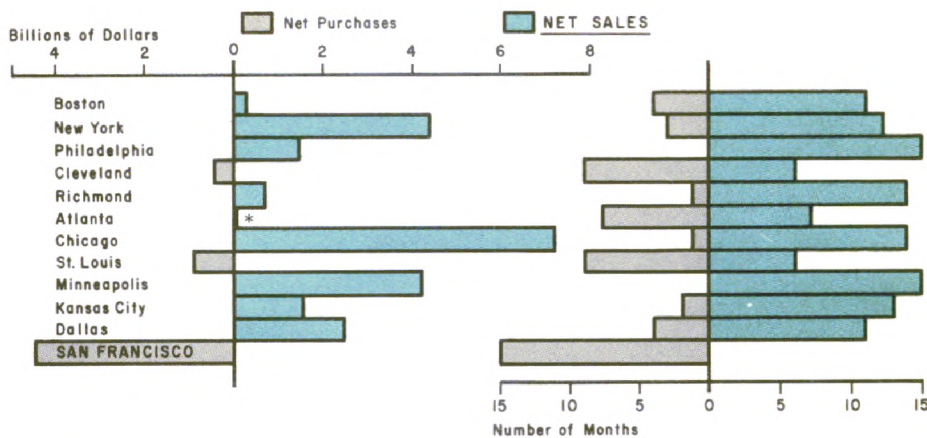 Net Purchases NET SALES
Billions of Dollars
4 2 0 2 4 6 8
0
Boston
New York
Philadelphia
Cleveland
Richmond
Atlanta *
Chicago
St. Louis
Minneapolis
Kansas City
Dallas
SAN FRANCISCO
15 10 5 0 5 10 15
Number of Months